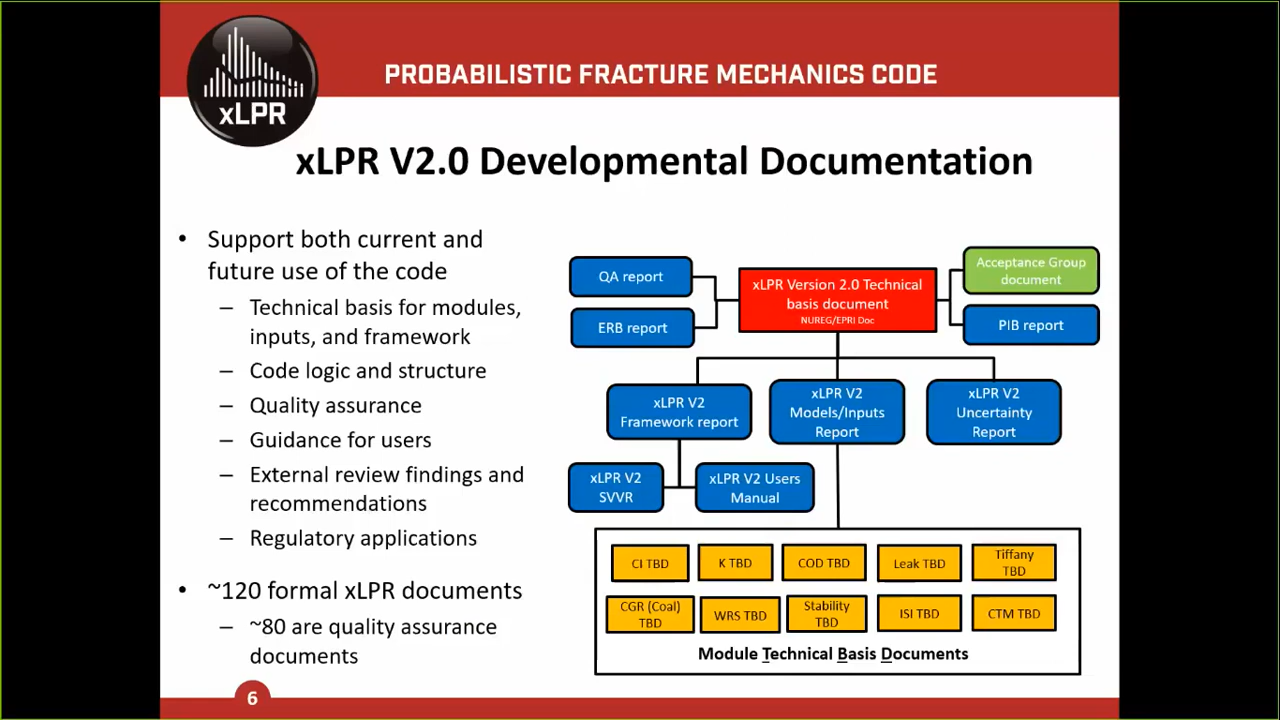 xLPR
PROBABILISTIC FRACTURE MECHANICS CODE
xLPR V2.0 Developmental Documentation
• Support both current and
future use of the code
– Technical basis for modules,
inputs, and framework
– Code logic and structure
– Quality assurance
– Guidance for users
– External review findings and
recommendations
– Regulatory applications
• ~120 formal xLPR documents
– ~80 are quality assurance
documents
QA report
ERB report
xLPR Version 2.0 Technical
basis document
NUREG/EPRI Doc
Acceptance Group
document
PIB report
xLPR V2
Framework report
xLPR V2
Models/Inputs
Report
xLPR V2
Uncertainty
Report
xLPR V2
SVVR
xLPR V2 Users
Manual
CI TBD
K TBD
COD TBD
Leak TBD
Tiffany
TBD
CGR (Coal)
TBD
WRS TBD
Stability
TBD
ISI TBD
CTM TBD
Module Technical Basis Documents
6